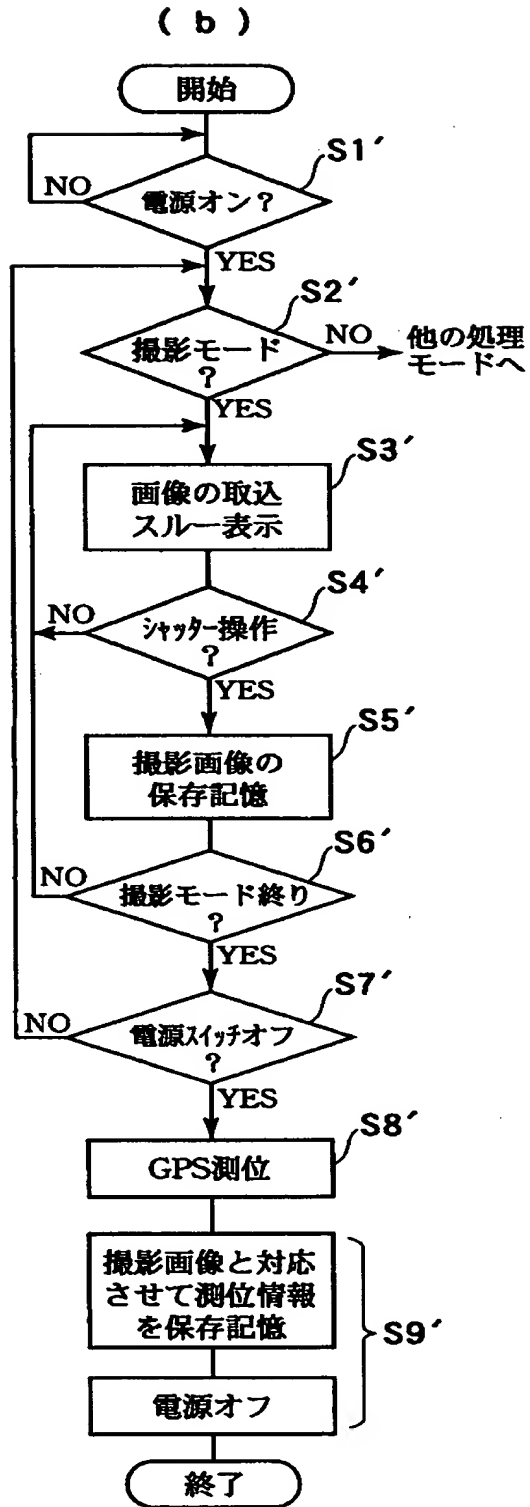 ( b )
開始
S1′
NO
電源オン?
YES
S2′
撮影モード
?
NO
他の処理
モードへ
YES
S3′
画像の取込
スルー表示
S4′
NO
シャッター操作
?
YES
S5′
撮影画像の
保存記憶
S6′
NO
撮影モード終り
?
YES
S7′
NO
電源スイッチオフ
?
YES
S8′
GPS測位
撮影画像と対応
させて測位情報
を保存記憶
S9′
電源オフ
終了